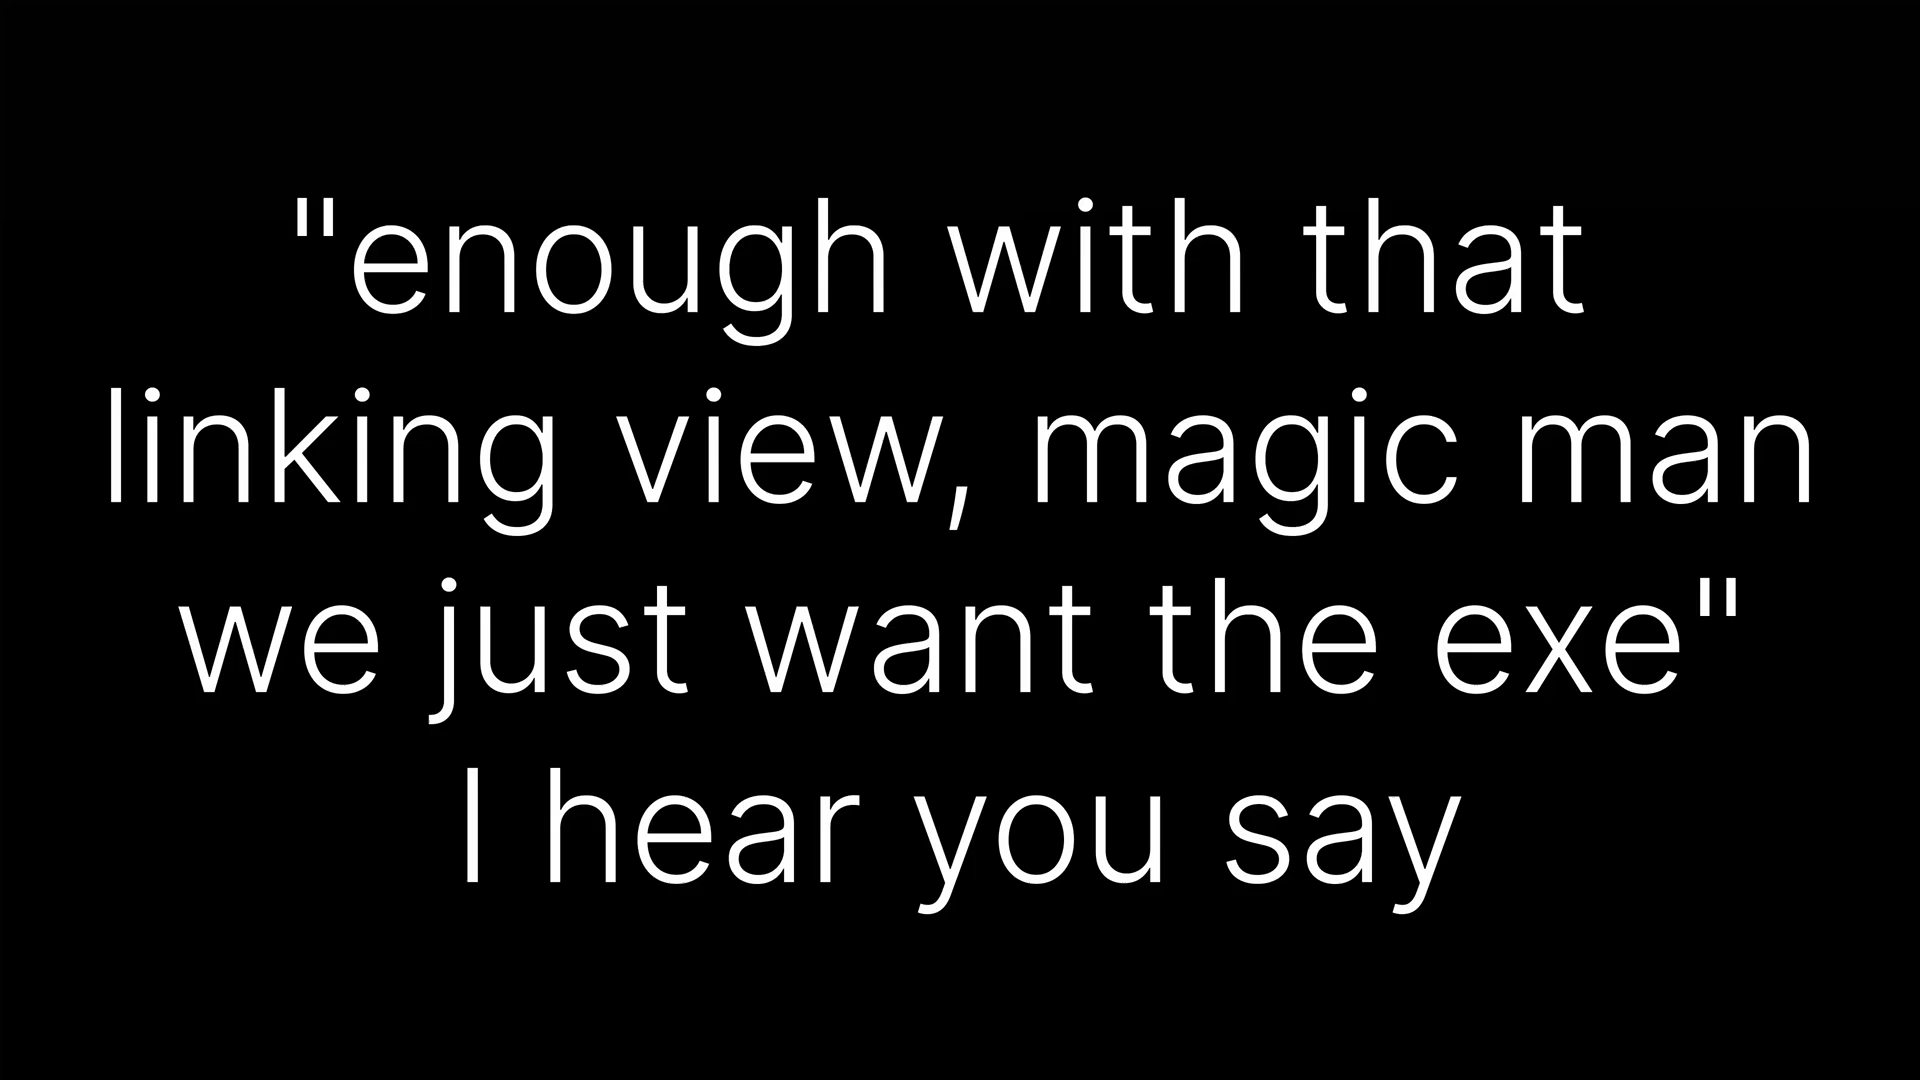 "enough with that
linking view, magic man
we just want the exe"
I hear you say